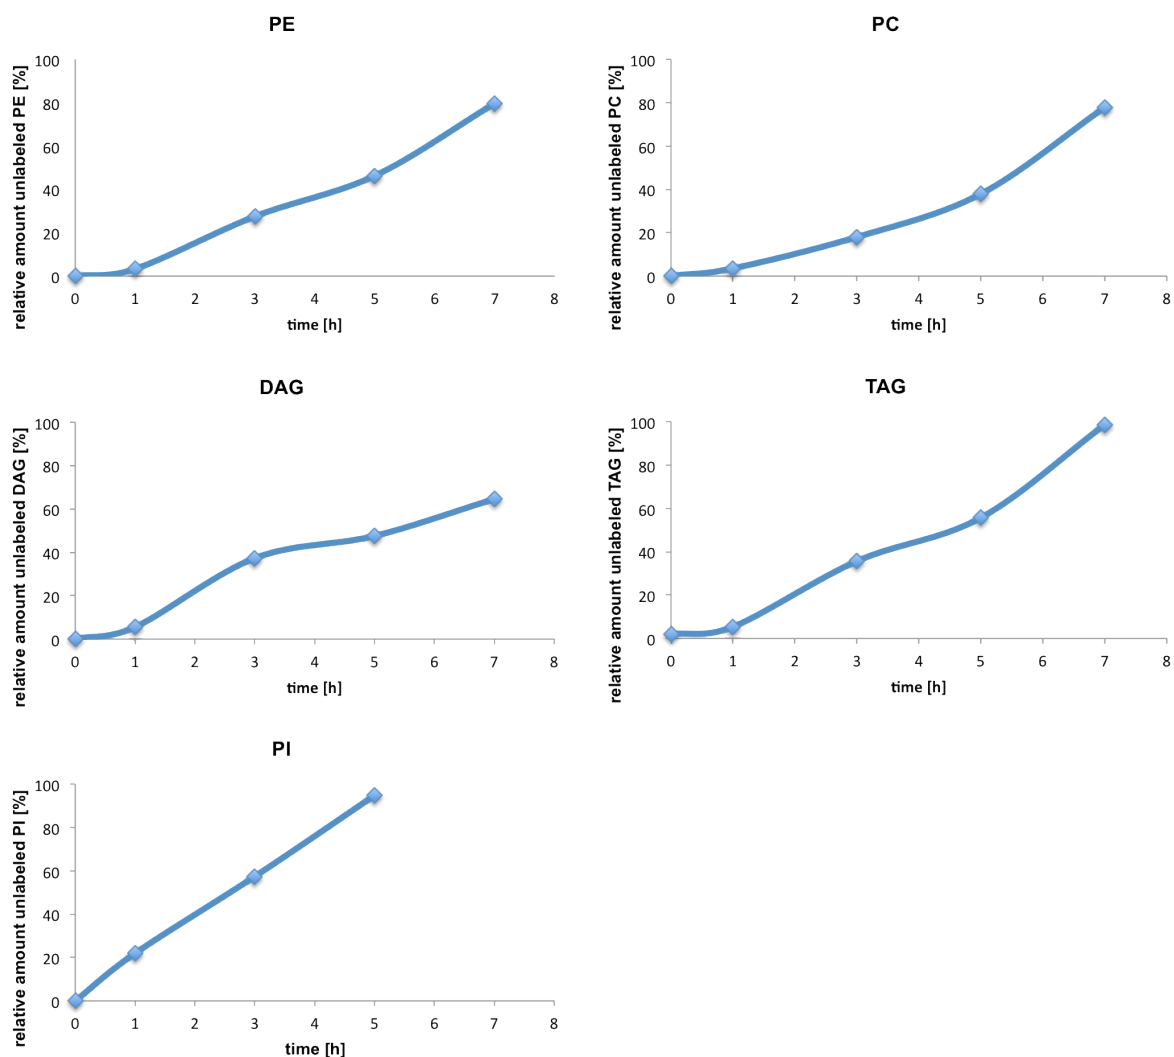 PE
relative amount unlabeled PE [%]
100
80
60
40
20
0
0 1 2 3 4 5 6 7 8
time [h]
PC
relative amount unlabeled PC [%]
100
80
60
40
20
0
0 1 2 3 4 5 6 7 8
time [h]
DAG
relative amount unlabeled DAG [%]
100
80
60
40
20
0
0 1 2 3 4 5 6 7 8
time [h]
TAG
relative amount unlabeled TAG [%]
100
80
60
40
20
0
0 1 2 3 4 5 6 7 8
time [h]
PI
relative amount unlabeled PI [%]
100
80
60
40
20
0
0 1 2 3 4 5 6 7 8
time [h]